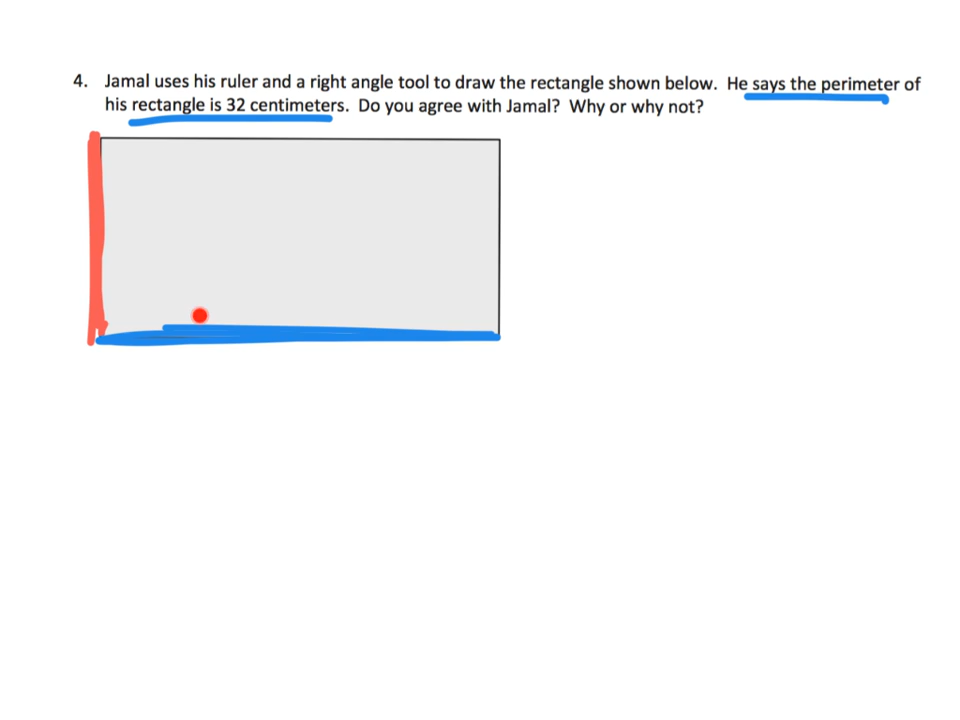 4. Jamal uses his ruler and a right angle tool to draw the rectangle shown below. He says the perimeter of
his rectangle is 32 centimeters. Do you agree with Jamal? Why or why not?